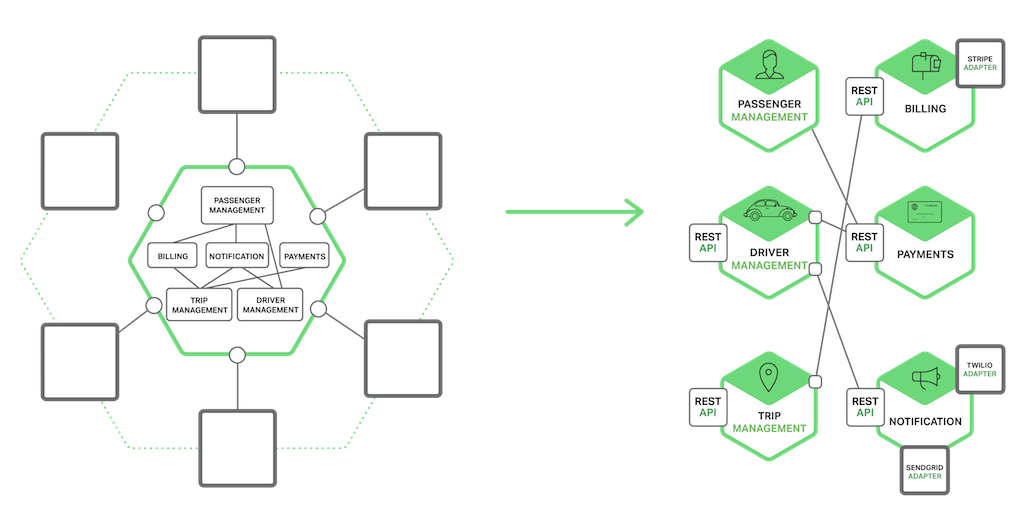 PASSENGER
MANAGEMENT
BILLING
NOTIFICATION
PAYMENTS
TRIP
MANAGEMENT
DRIVER
MANAGEMENT
PASSENGER
MANAGEMENT
REST
API
BILLING
STRIPE
ADAPTER
REST
API
DRIVER
MANAGEMENT
REST
API
PAYMENTS
REST
API
TRIP
MANAGEMENT
REST
API
NOTIFICATION
TWILIO
ADAPTER
SENDGRID
ADAPTER